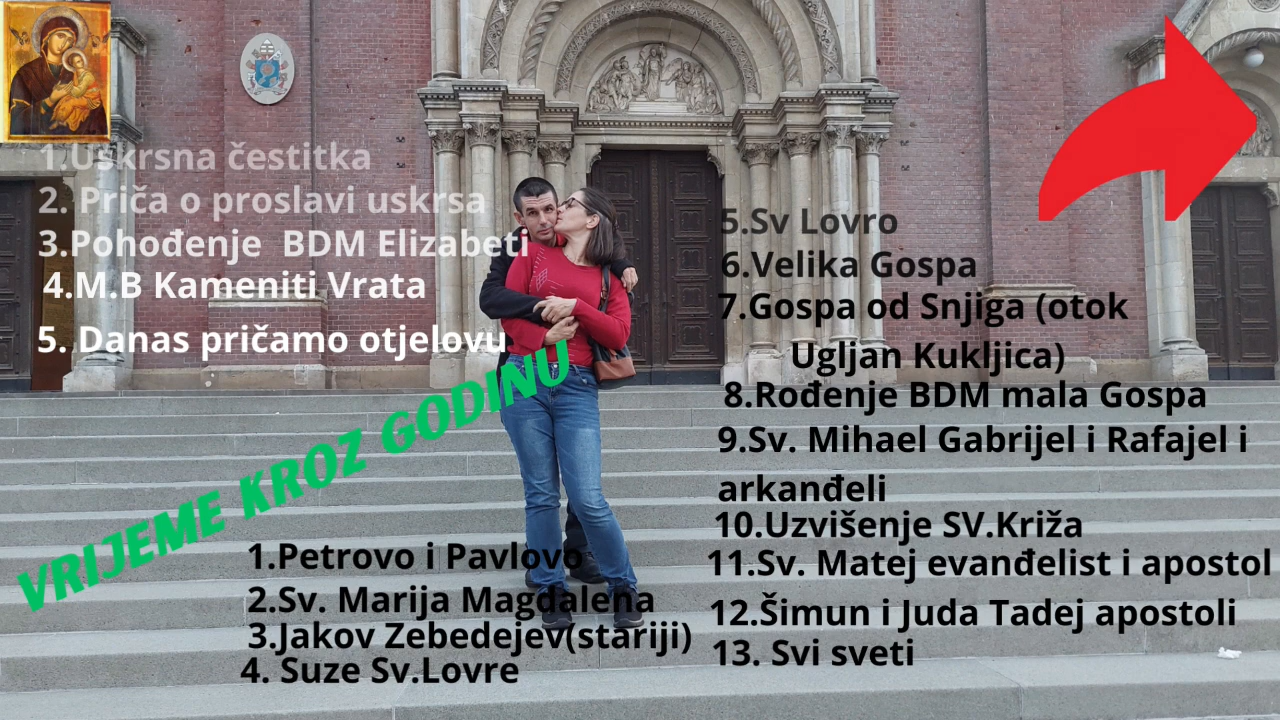 1.Uskrsna čestitka
2. Priča o proslavi uskrsa
3.Pohođenje  BDM Elizabeti
4.M.B Kameniti Vrata
5. Danas pričamo otjelovu
VRIJEME KROZ GODINU
1.Petrovo i Pavlovo
2.Sv. Marija Magdalena
3.Jakov Zebedejev(stariji)
4. Suze Sv.Lovre
5.Sv Lovro
6.Velika Gospa
7.Gospa od Snjiga (otok
Ugljan Kukljica)
8.Rođenje BDM mala Gospa
9.Sv. Mihael Gabrijel i Rafajel i
arkanđeli
10.Uzvišenje SV.Križa
11.Sv. Matej evanđelist i apostol
12.Šimun i Juda Tadej apostoli
13. Svi sveti